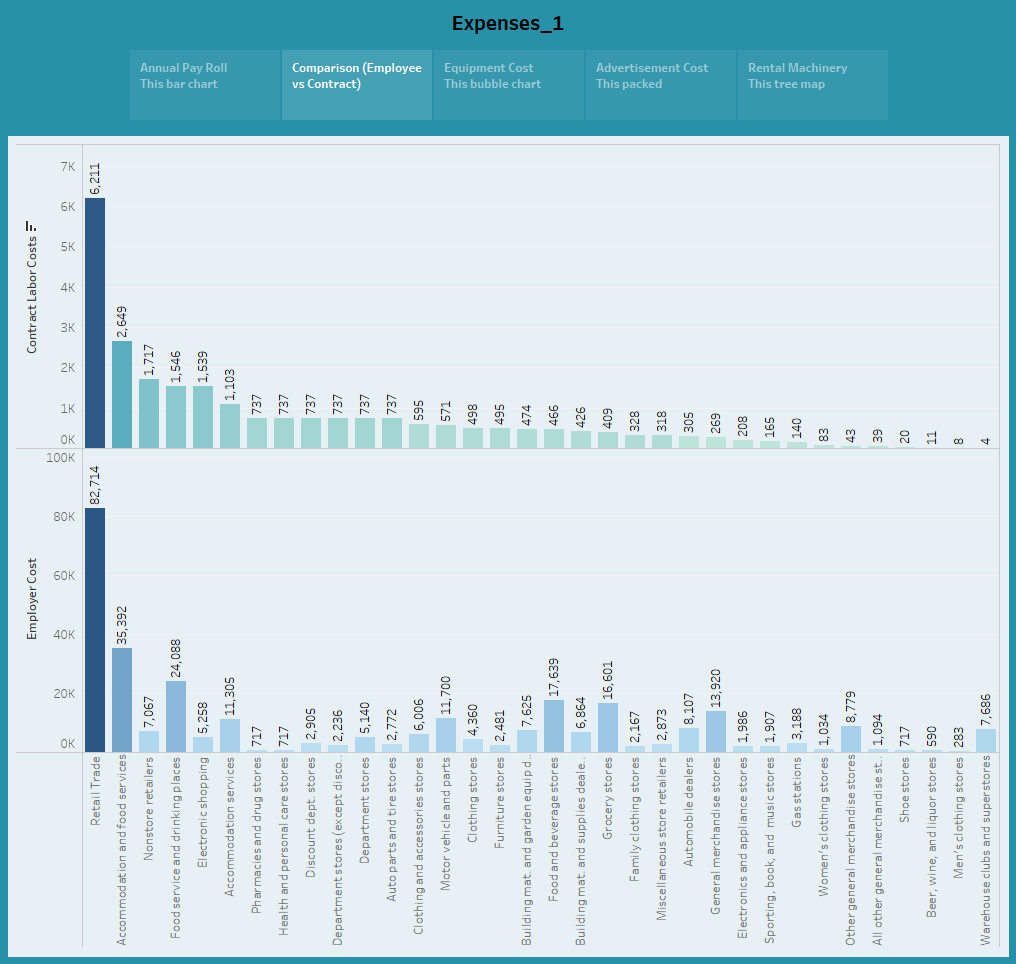 Expenses_1
Annual Pay Roll
This bar chart
Comparison (Employee
vs Contract)
Equipment Cost
This bubble chart
Advertisement Cost
This packed
Rental Machinery
This tree map
Contract Labor Costs
7K
6K
5K
4K
3K
2K
1K
0K
6,211
2,649
1,717
1,546
1,539
1,103
737
737
737
737
737
737
595
571
498
495
474
466
426
409
328
318
305
269
208
165
140
83
43
39
20
11
8
4
Employer Cost
100K
80K
60K
40K
20K
0K
82,714
35,392
7,067
24,088
5,258
11,305
717
717
2,905
2,236
5,140
2,772
6,006
11,700
4,360
2,481
7,625
17,639
6,864
16,601
2,167
2,873
8,107
13,920
1,986
1,907
3,188
1,034
8,779
1,094
717
590
283
7,686
Retail Trade
Accommodation and food services
Nonstore retailers
Food service and drinking places
Electronic shopping
Accommodation services
Pharmacies and drug stores
Health and personal care stores
Discount dept. stores
Department stores (except disco..
Department stores
Auto parts and tire stores
Clothing and accessories stores
Motor vehicle and parts
Clothing stores
Furniture stores
Building mat. and garden equip d..
Food and beverage stores
Building mat. and supplies deale..
Grocery stores
Family clothing stores
Miscellaneous store retailers
Automobile dealers
General merchandise stores
Electronics and appliance stores
Sporting, book, and music stores
Gas stations
Women's clothing stores
Other general merchandise stores
All other general merchandise st..
Shoe stores
Beer, wine, and liquor stores
Men's clothing stores
Warehouse clubs and superstores